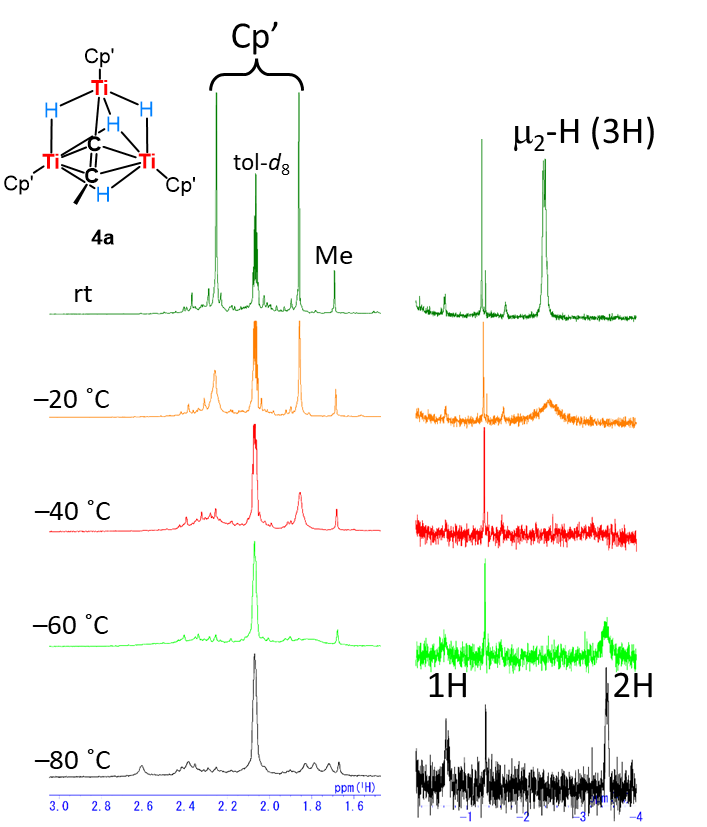 Cp'
Cp'
Ti
H
H
H
C
tol-d8
μ2-H (3H)
Ti
Ti
Cp'
C
Cp'
H
4a
Me
rt
−20 ˚C
−40 ˚C
−60 ˚C
1H
2H
−80 ˚C
ppm(¹H)
3.0 2.8 2.6 2.4 2.2 2.0 1.8 1.6
-1 -2 -3 -4